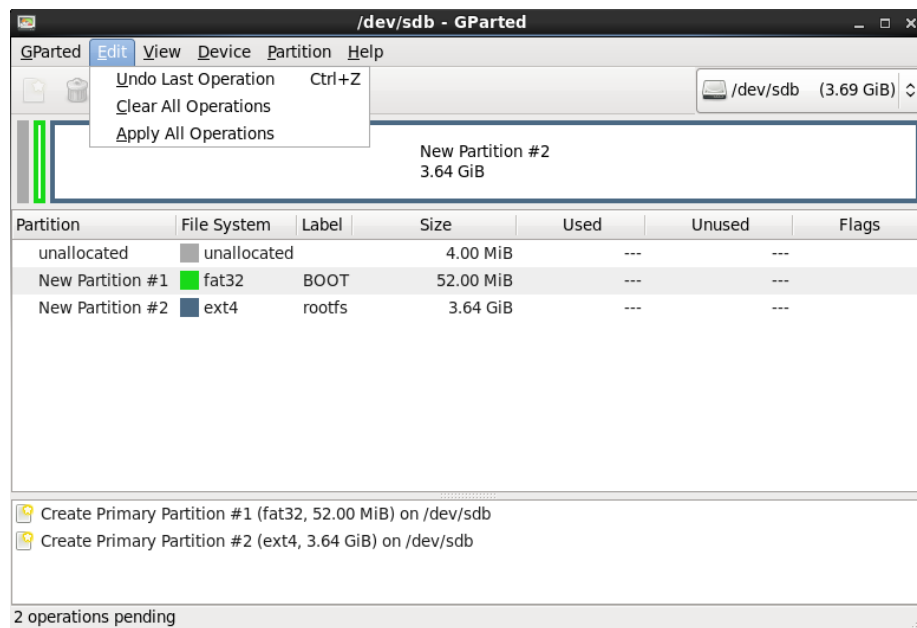 /dev/sdb - GParted
GParted Edit View Device Partition Help
Undo Last Operation Ctrl+Z
Clear All Operations
Apply All Operations
/dev/sdb (3.69 GiB)
New Partition #2
3.64 GiB
Partition File System Label Size Used Unused Flags
unallocated unallocated 4.00 MiB --- ---
New Partition #1 fat32 BOOT 52.00 MiB --- ---
New Partition #2 ext4 rootfs 3.64 GiB --- ---
Create Primary Partition #1 (fat32, 52.00 MiB) on /dev/sdb
Create Primary Partition #2 (ext4, 3.64 GiB) on /dev/sdb
2 operations pending